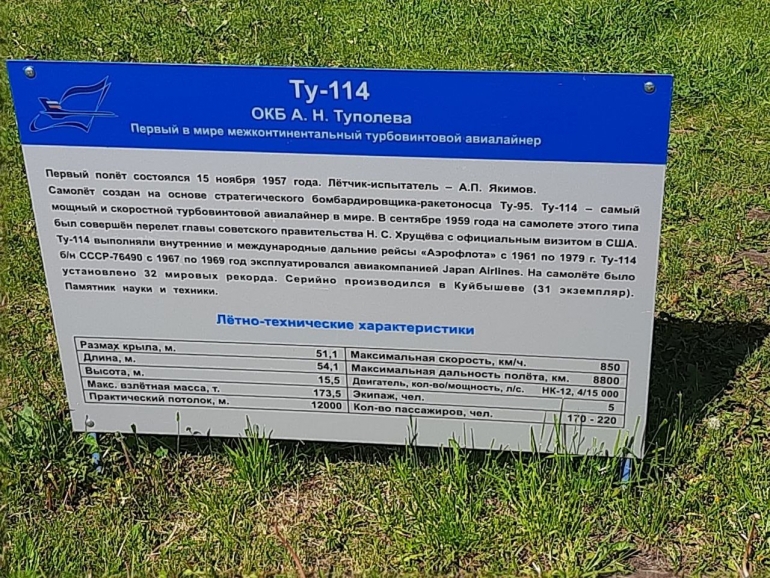 Ту-114
ОКБ А. Н. Туполева
Первый в мире межконтинентальный турбовинтовой авиалайнер
Первый полёт состоялся 15 ноября 1957 года. Лётчик-испытатель – А.П. Якимов.
Самолёт создан на основе стратегического бомбардировщика-ракетоносца Ту-95. Ту-114 – самый
мощный и скоростной турбовинтовой авиалайнер в мире. В сентябре 1959 года на самолете этого типа
был совершён перелет главы советского правительства Н. С. Хрущёва с официальным визитом в США.
Ту-114 выполняли внутренние и международные дальние рейсы «Аэрофлота» с 1961 по 1979 г. Ту-114
б/н СССР-76490 с 1967 по 1969 год эксплуатировался авиакомпанией Japan Airlines. На самолёте было
установлено 32 мировых рекорда. Серийно производился в Куйбышеве (31 экземпляр).
Памятник науки и техники.
Лётно-технические характеристики
Размах крыла, м. 51,1 Максимальная скорость, км/ч. 850
Длина, м. 54,1 Максимальная дальность полёта, км. 8800
Высота, м. 15,5 Двигатель, кол-во/мощность, л/с. НК-12, 4/15 000
Макс. взлётная масса, т. 173,5 Экипаж, чел. 5
Практический потолок, м. 12000 Кол-во пассажиров, чел. 170 - 220